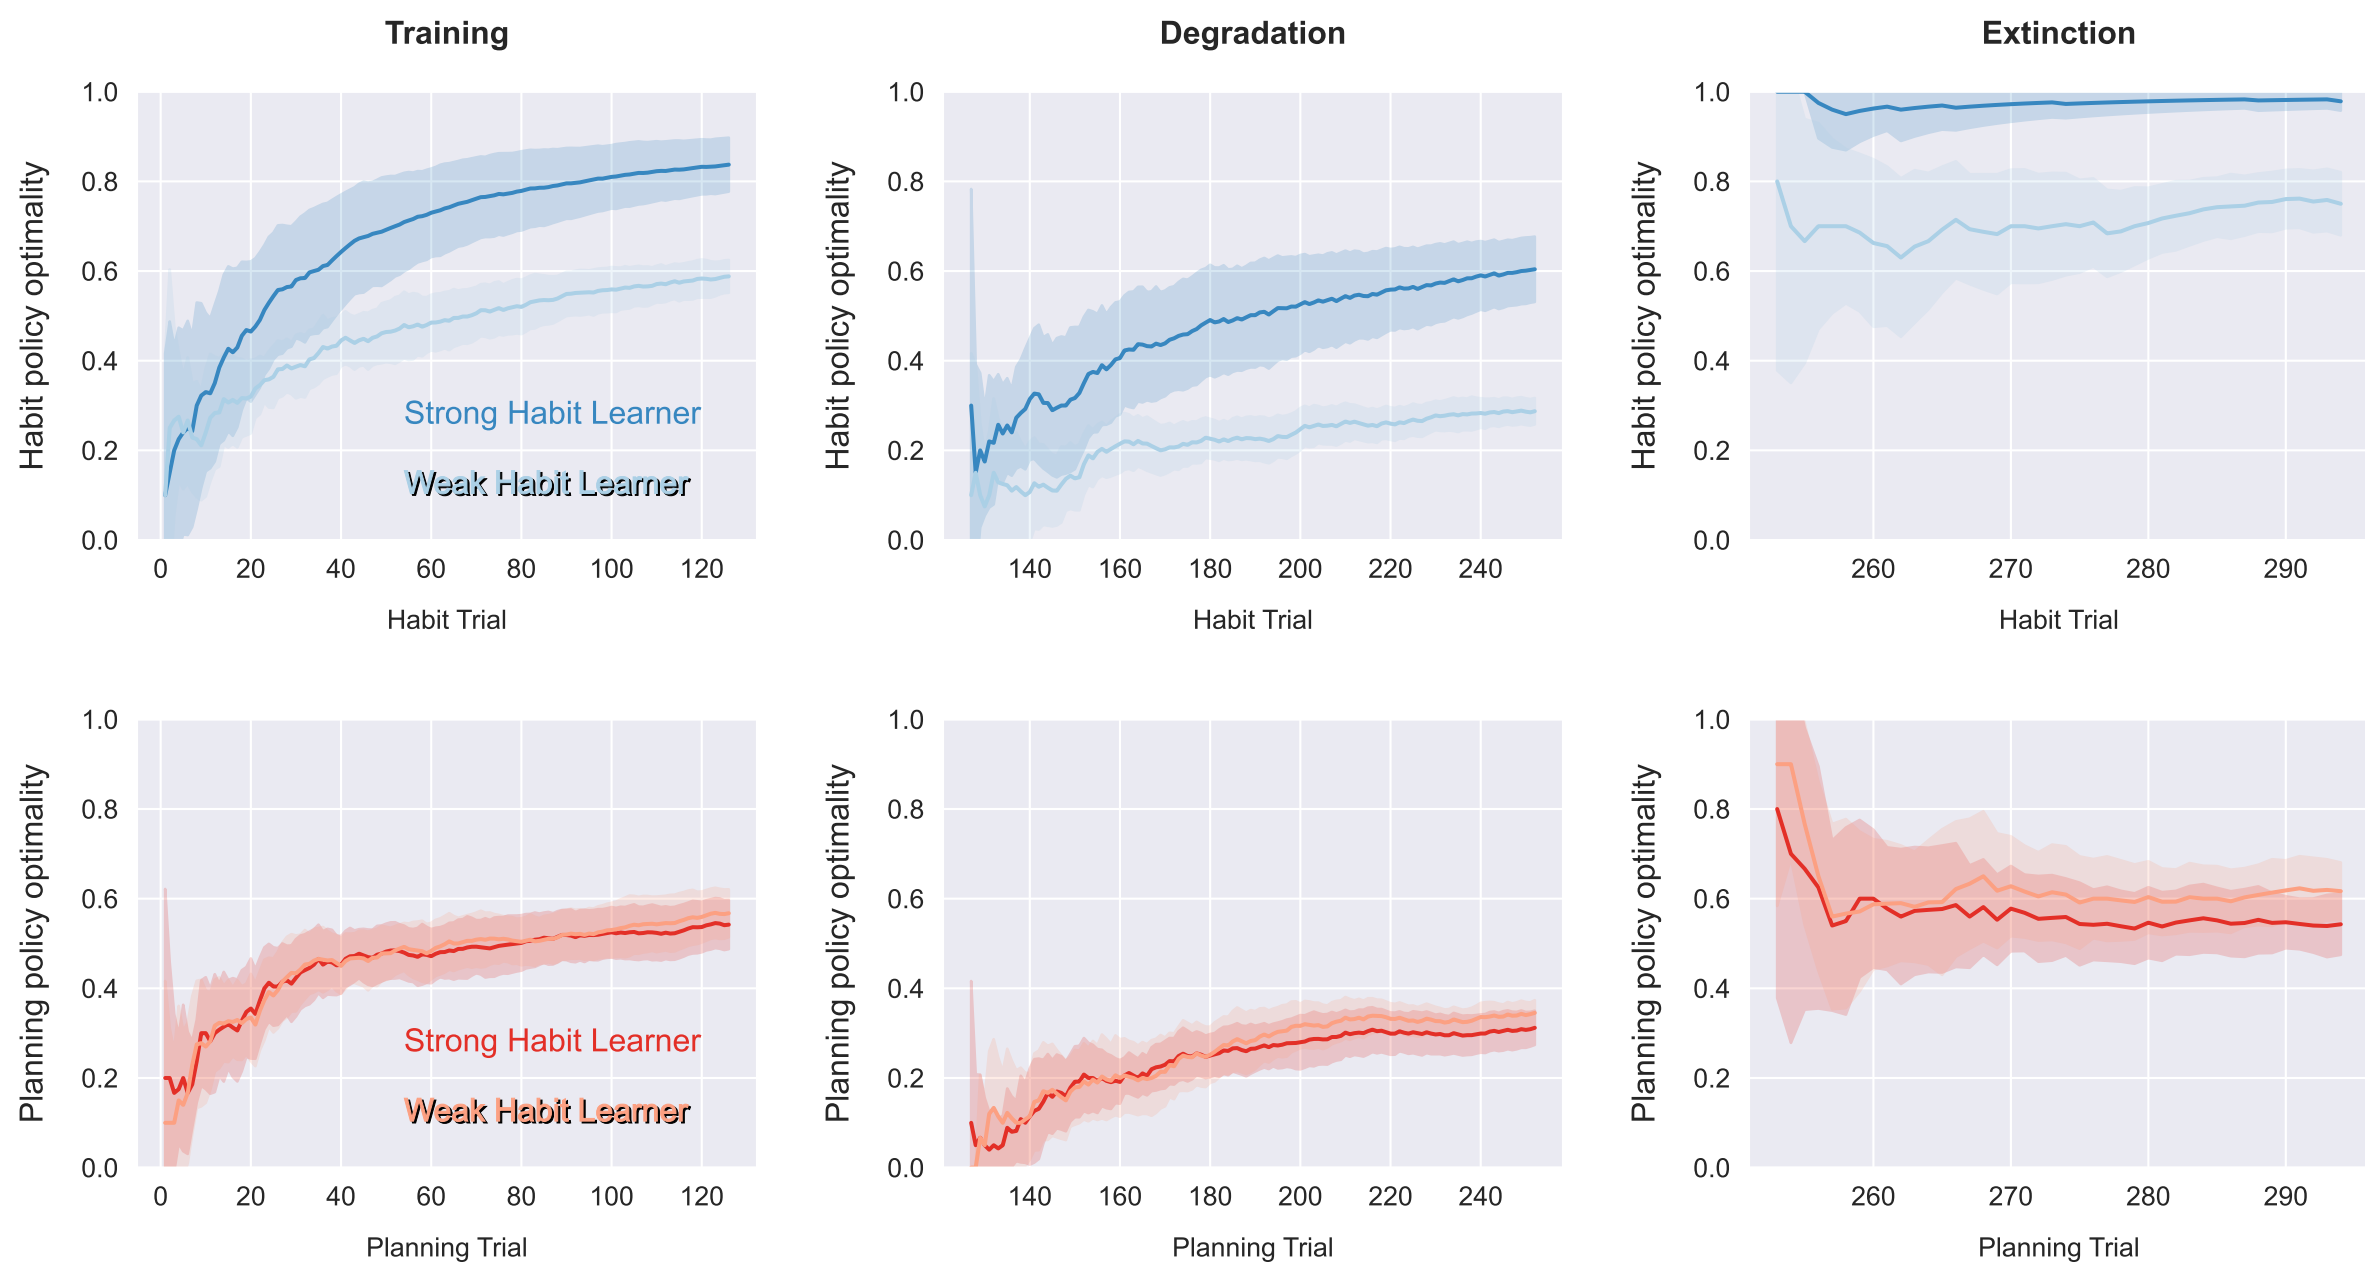 Training
Degradation
Extinction
Habit policy optimality
1.0
0.8
0.6
0.4
0.2
0.0
Strong Habit Learner
Weak Habit Learner
0 20 40 60 80 100 120
Habit Trial
Habit policy optimality
1.0
0.8
0.6
0.4
0.2
0.0
140 160 180 200 220 240
Habit Trial
Habit policy optimality
1.0
0.8
0.6
0.4
0.2
0.0
260 270 280 290
Habit Trial
Planning policy optimality
1.0
0.8
0.6
0.4
0.2
0.0
Strong Habit Learner
Weak Habit Learner
0 20 40 60 80 100 120
Planning Trial
Planning policy optimality
1.0
0.8
0.6
0.4
0.2
0.0
140 160 180 200 220 240
Planning Trial
Planning policy optimality
1.0
0.8
0.6
0.4
0.2
0.0
260 270 280 290
Planning Trial